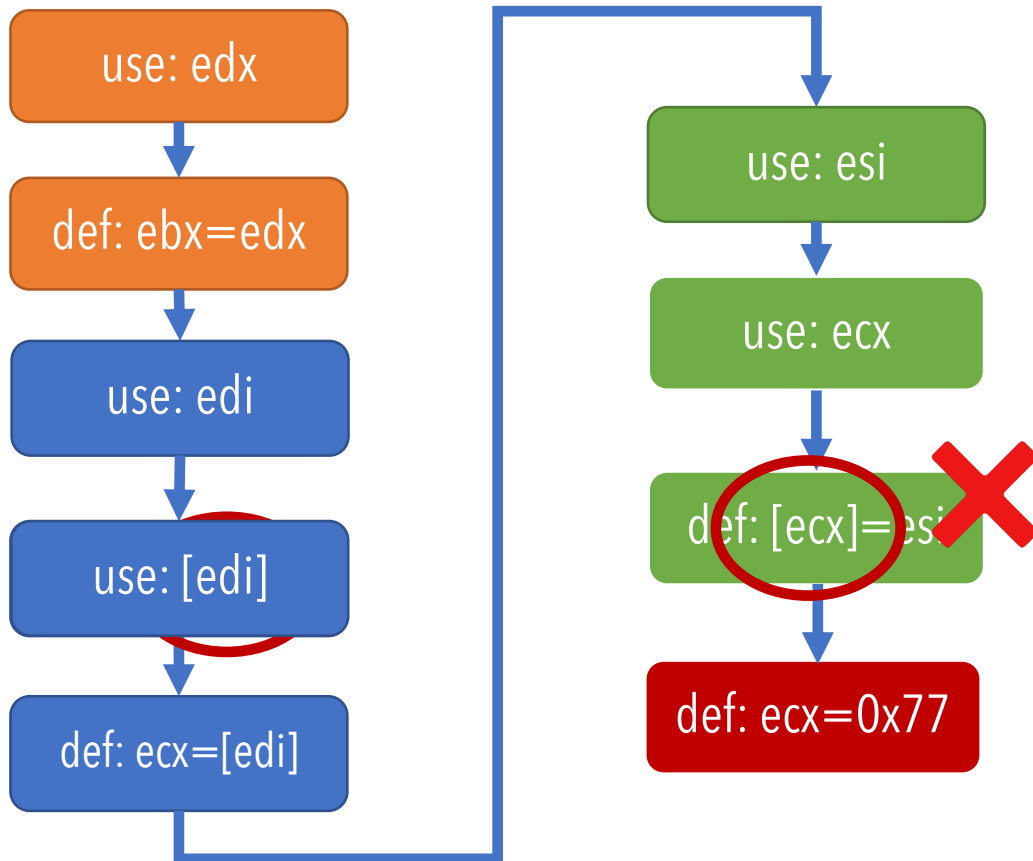 use: edx
def: ebx=edx
use: edi
use: [edi]
def: ecx=[edi]
use: esi
use: ecx
def: [ecx]=esi
def: ecx=0x77